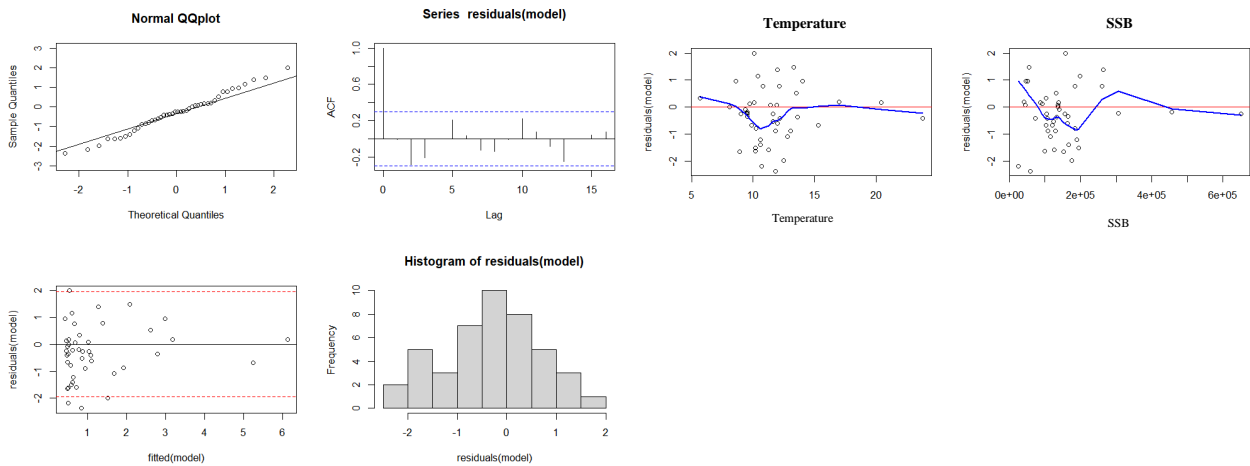 Normal QQplot
Sample Quantiles
3
2
1
0
-1
-2
-3
-2 -1 0 1 2
Theoretical Quantiles
Series residuals(model)
ACF
1.0
0.6
0.2
-0.2
0 5 10 15
Lag
Temperature
residuals(model)
2
1
0
-1
-2
5 10 15 20
Temperature
SSB
residuals(model)
2
1
0
-1
-2
0e+00 2e+05 4e+05 6e+05
SSB
residuals(model)
2
1
0
-1
-2
1 2 3 4 5 6
fitted(model)
Histogram of residuals(model)
Frequency
10
8
6
4
2
0
-2 -1 0 1 2
residuals(model)